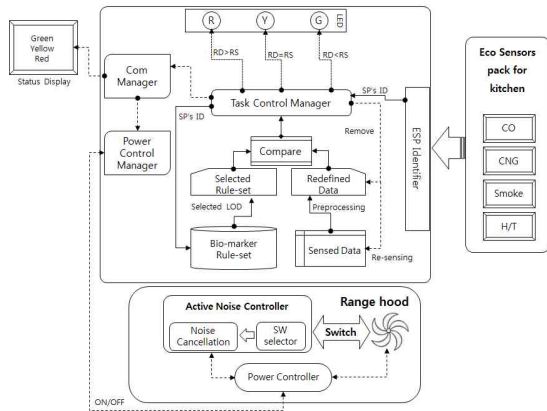 R
Y
G
LED
Green
Yellow
Red
Status Display
Com
Manager
RD>RS
RD=RS
RD<RS
Eco Sensors
pack for
kitchen
SP's ID
Task Control Manager
SP's ID
Power
Control
Manager
Compare
Remove
ESP Identifier
CO
CNG
Smoke
H/T
Selected
Rule-set
Redefined
Data
Selected LOD
Preprocessing
Bio-marker
Rule-set
Sensed Data
Re-sensing
Active Noise Controller
Range hood
Noise
Cancellation
SW
selector
Switch
Power Controller
ON/OFF